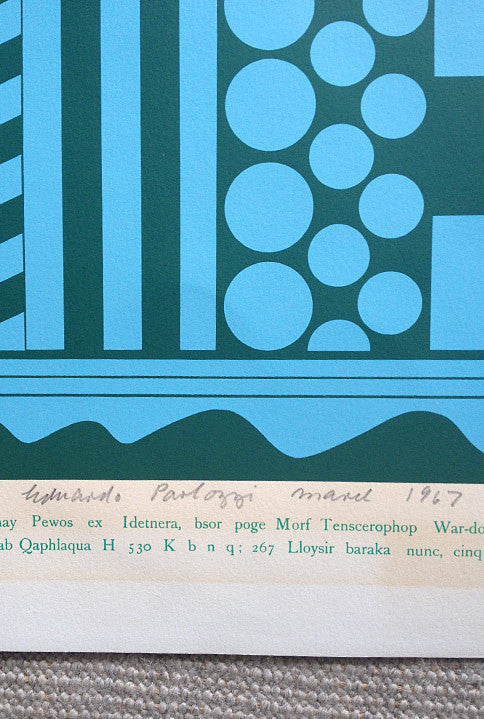 Eduardo Paolozzi March 1967
nay Pewos ex Idetnera, bsor poge Morf Tenscerophop War-do
ab Qaphlaqua H 530 K b n q; 267 Lloysir baraka nunc, cinq